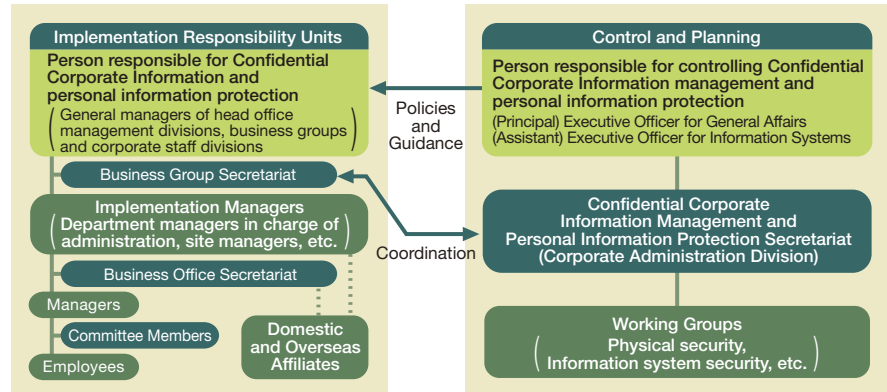 Implementation Responsibility Units
Person responsible for Confidential
Corporate Information and
personal information protection
(General managers of head office
management divisions, business groups
and corporate staff divisions)
Business Group Secretariat
Implementation Managers
(Department managers in charge of
administration, site managers, etc.)
Business Office Secretariat
Managers
Committee Members
Employees
Domestic
and Overseas
Affiliates
Policies
and
Guidance
Coordination
Control and Planning
Person responsible for controlling Confidential
Corporate Information management and
personal information protection
(Principal) Executive Officer for General Affairs
(Assistant) Executive Officer for Information Systems
Confidential Corporate
Information Management and
Personal Information Protection Secretariat
(Corporate Administration Division)
Working Groups
(Physical security,
Information system security, etc.)